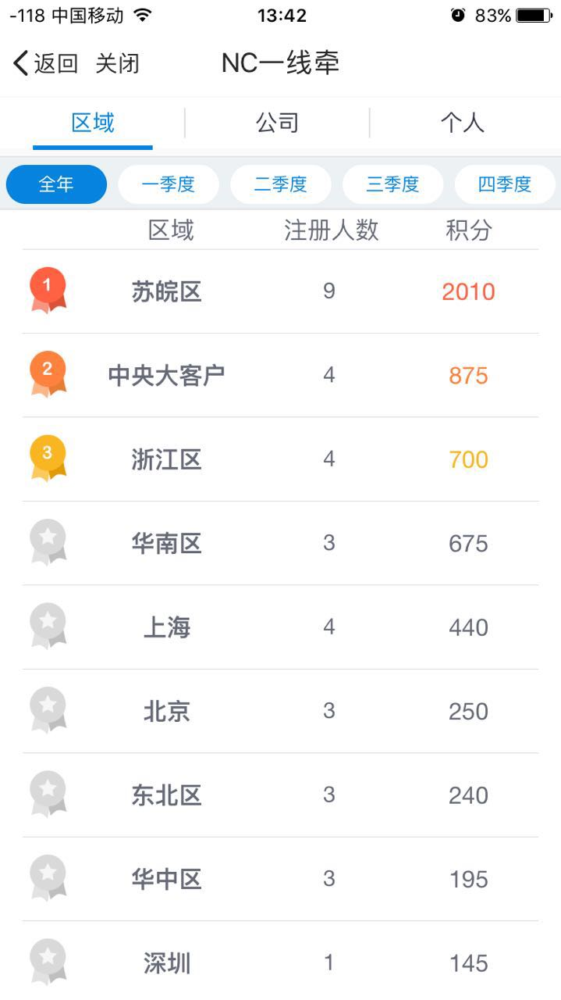 -118 中国移动 13:42 83%
返回 关闭 NC一线牵
区域 公司 个人
全年 一季度 二季度 三季度 四季度
区域 注册人数 积分
1 苏皖区 9 2010
2 中央大客户 4 875
3 浙江区 4 700
华南区 3 675
上海 4 440
北京 3 250
东北区 3 240
华中区 3 195
深圳 1 145